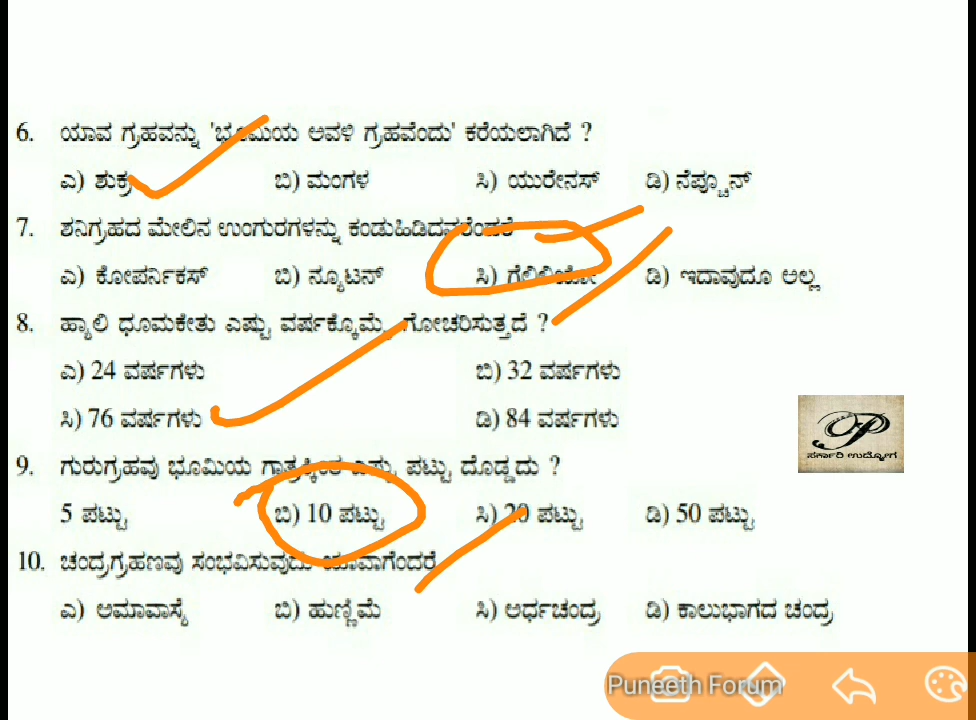 6. ಯಾವ ಗ್ರಹವನ್ನು 'ಭೂಮಿಯ ಅವಳಿ ಗ್ರಹವೆಂದು' ಕರೆಯಲಾಗಿದೆ ?
ಎ) ಶುಕ್ರ ಬಿ) ಮಂಗಳ ಸಿ) ಯುರೇನಸ್ ಡಿ) ನೆಪ್ಚೂನ್
7. ಶನಿಗ್ರಹದ ಮೇಲಿನ ಉಂಗುರಗಳನ್ನು ಕಂಡುಹಿಡಿದವರೆಂದರೆ
ಎ) ಕೋಪರ್ನಿಕಸ್ ಬಿ) ನ್ಯೂಟನ್ ಸಿ) ಗೆಲಿಲಿಯೋ ಡಿ) ಇದಾವುದೂ ಅಲ್ಲ
8. ಹ್ಯಾಲಿ ಧೂಮಕೇತು ಎಷ್ಟು ವರ್ಷಕ್ಕೊಮ್ಮೆ ಗೋಚರಿಸುತ್ತದೆ ?
ಎ) 24 ವರ್ಷಗಳು ಬಿ) 32 ವರ್ಷಗಳು
ಸಿ) 76 ವರ್ಷಗಳು ಡಿ) 84 ವರ್ಷಗಳು
ಸರ್ಕಾರಿ ಉದ್ಯೋಗ
9. ಗುರುಗ್ರಹವು ಭೂಮಿಯ ಗಾತ್ರಕ್ಕಿಂತ ಎಷ್ಟು ಪಟ್ಟು ದೊಡ್ಡದು ?
5 ಪಟ್ಟು ಬಿ) 10 ಪಟ್ಟು ಸಿ) 20 ಪಟ್ಟು ಡಿ) 50 ಪಟ್ಟು
10. ಚಂದ್ರಗ್ರಹಣವು ಸಂಭವಿಸುವುದು ಯಾವಾಗೆಂದರೆ
ಎ) ಅಮಾವಾಸ್ಯೆ ಬಿ) ಹುಣ್ಣಿಮೆ ಸಿ) ಅರ್ಧಚಂದ್ರ ಡಿ) ಕಾಲುಭಾಗದ ಚಂದ್ರ
Puneeth Forum